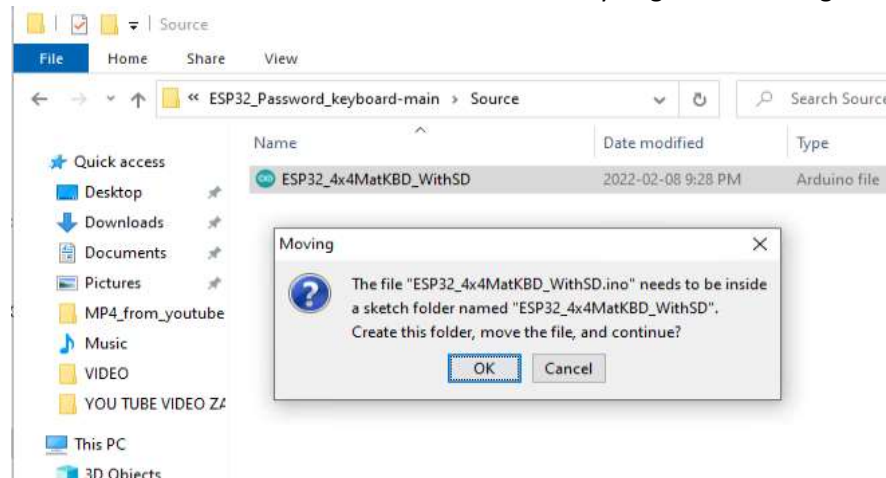 Source
File Home Share View
« ESP32_Password_keyboard-main › Source Search Source
Name Date modified Type
Quick access
ESP32_4x4MatKBD_WithSD 2022-02-08 9:28 PM Arduino file
Desktop
Downloads
Documents
Pictures
MP4_from_youtube
Music
VIDEO
YOU TUBE VIDEO ZA
This PC
3D Objects
Moving
The file "ESP32_4x4MatKBD_WithSD.ino" needs to be inside
a sketch folder named "ESP32_4x4MatKBD_WithSD".
Create this folder, move the file, and continue?
OK Cancel